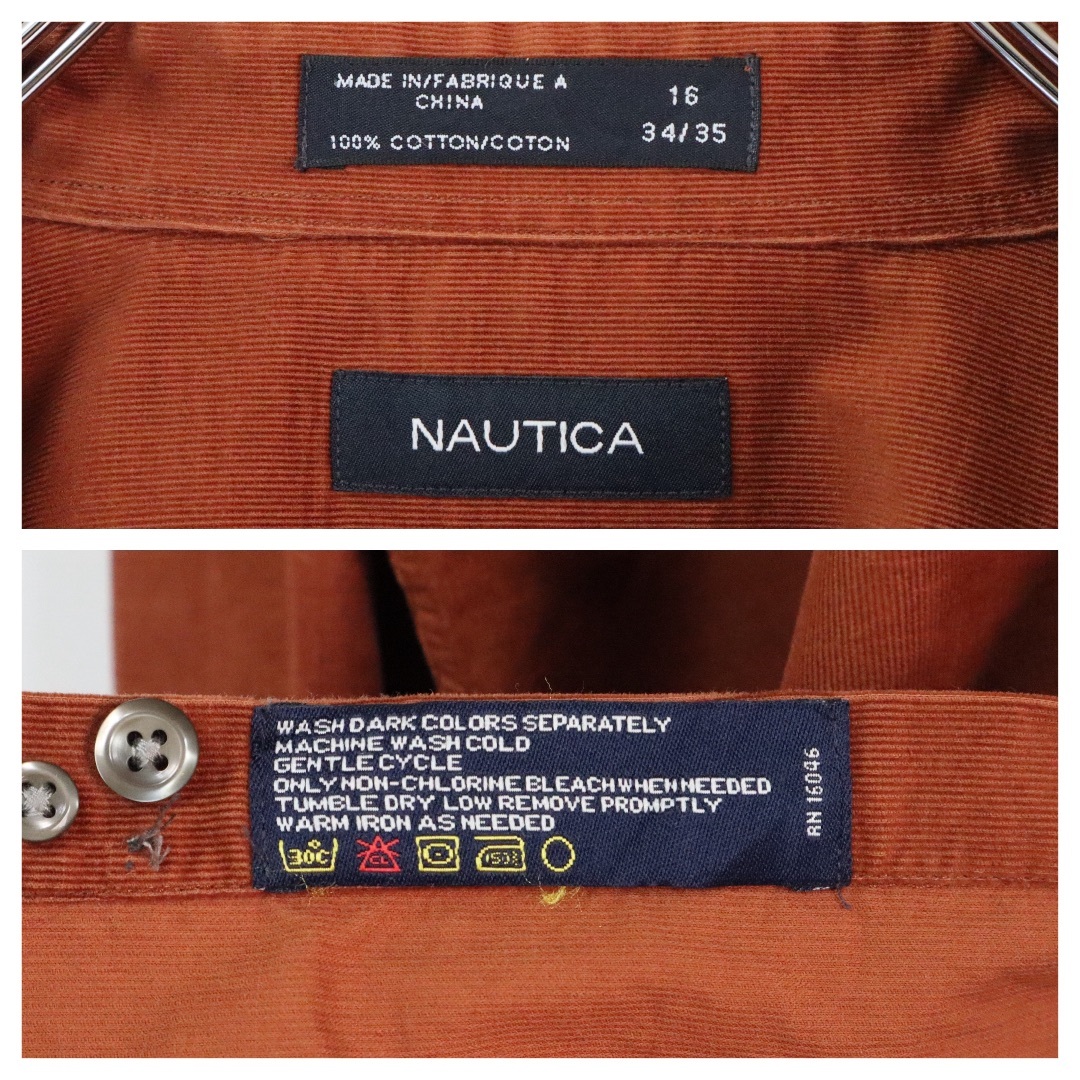 MADE IN/FABRIQUE A
CHINA
100% COTTON/COTON
16
34/35
NAUTICA
WASH DARK COLORS SEPARATELY
MACHINE WASH COLD
GENTLE CYCLE
ONLY NON-CHLORINE BLEACH WHEN NEEDED
TUMBLE DRY LOW REMOVE PROMPTLY
WARM IRON AS NEEDED
30C CL 150
RN 16046